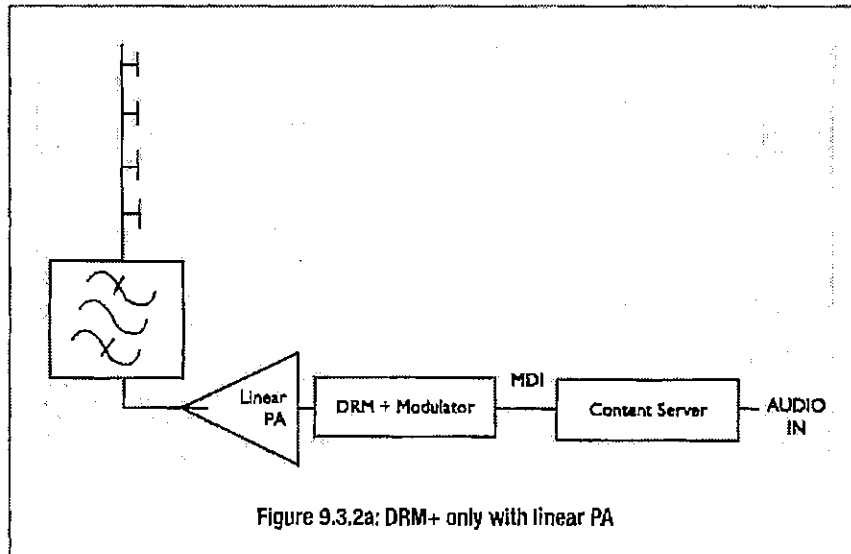 Linear
PA
DRM + Modulator
MDI
Content Server
AUDIO
IN
Figure 9.3.2a: DRM+ only with linear PA